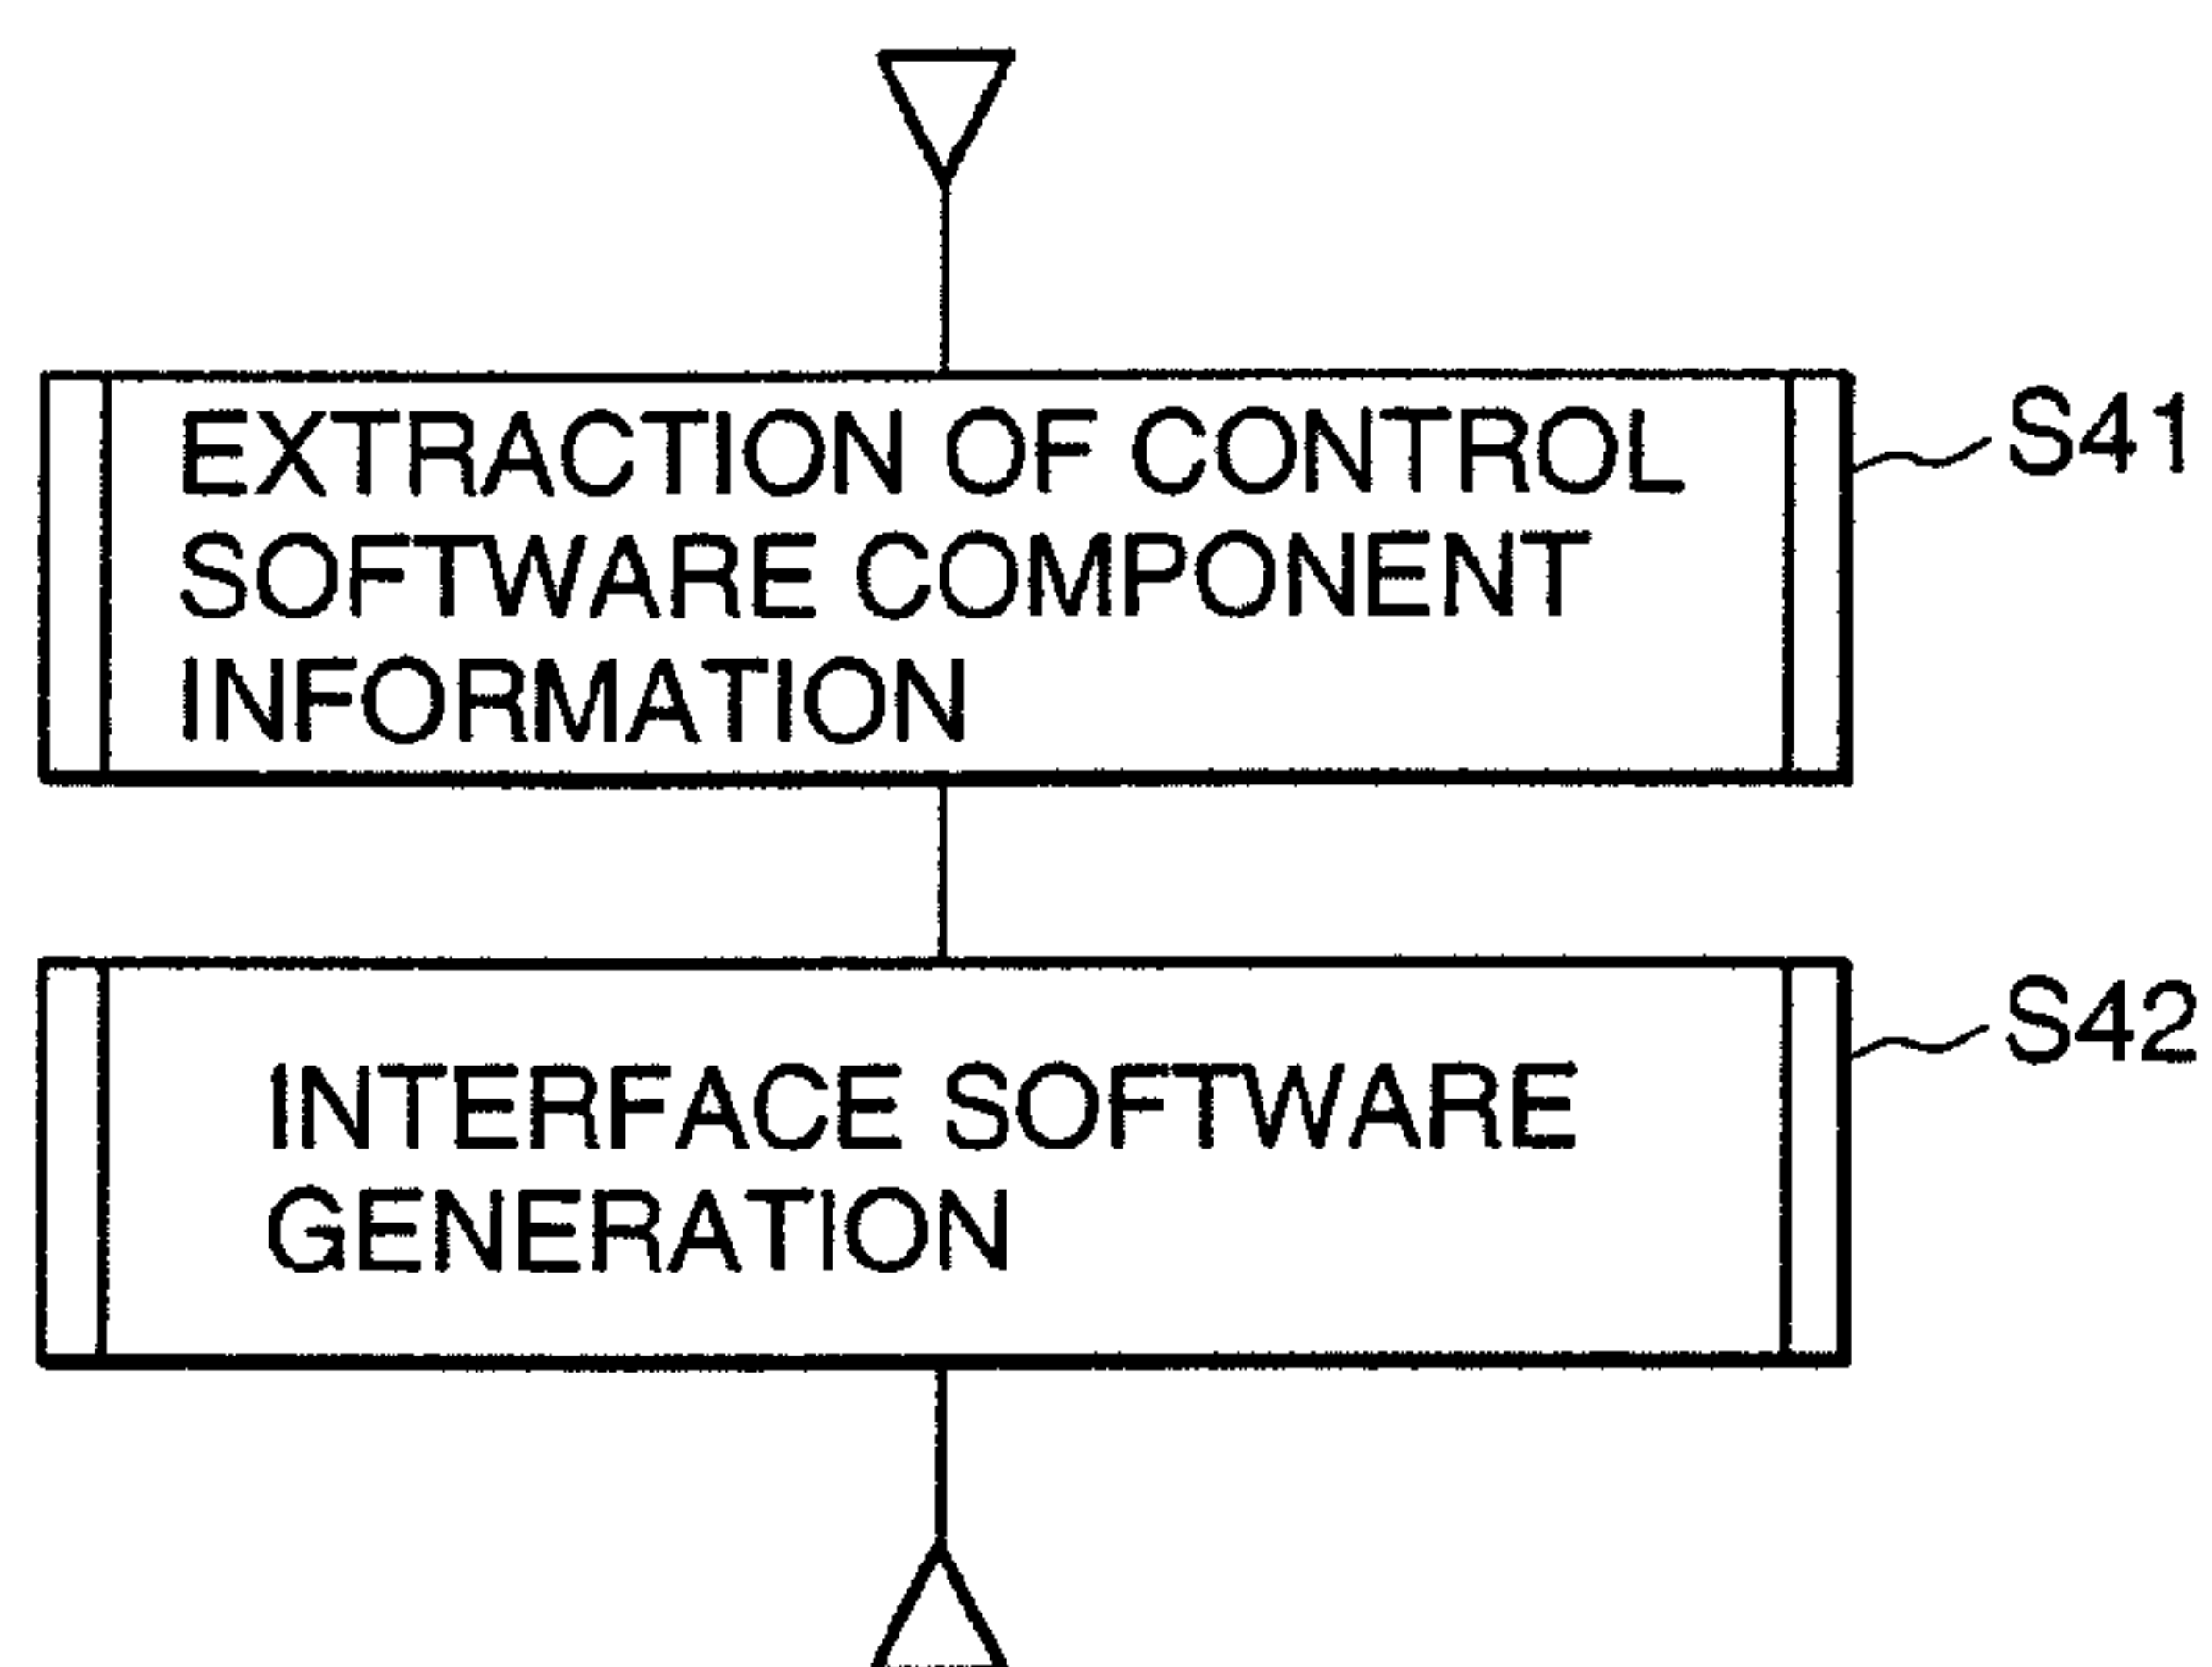 EXTRACTION OF CONTROL
SOFTWARE COMPONENT
INFORMATION
S41
INTERFACE SOFTWARE
GENERATION
S42